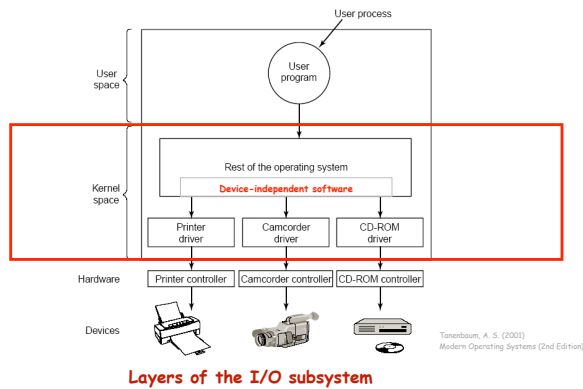 User process
User
space
User
program
Rest of the operating system
Device-independent software
Kernel
space
Printer
driver
Camcorder
driver
CD-ROM
driver
Hardware
Printer controller
Camcorder controller
CD-ROM controller
Devices
Tanenbaum, A. S. (2001)
Modern Operating Systems (2nd Edition)
Layers of the I/O subsystem